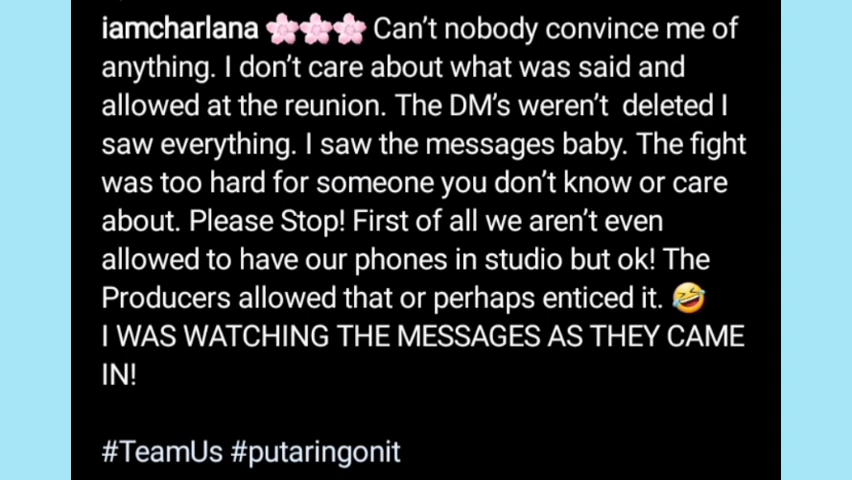 iamcharlana 🌸🌸🌸 Can't nobody convince me of
anything. I don't care about what was said and
allowed at the reunion. The DM's weren't  deleted I
saw everything. I saw the messages baby. The fight
was too hard for someone you don't know or care
about. Please Stop! First of all we aren't even
allowed to have our phones in studio but ok! The
Producers allowed that or perhaps enticed it. 🤣
I WAS WATCHING THE MESSAGES AS THEY CAME
IN!
#TeamUs #putaringonit